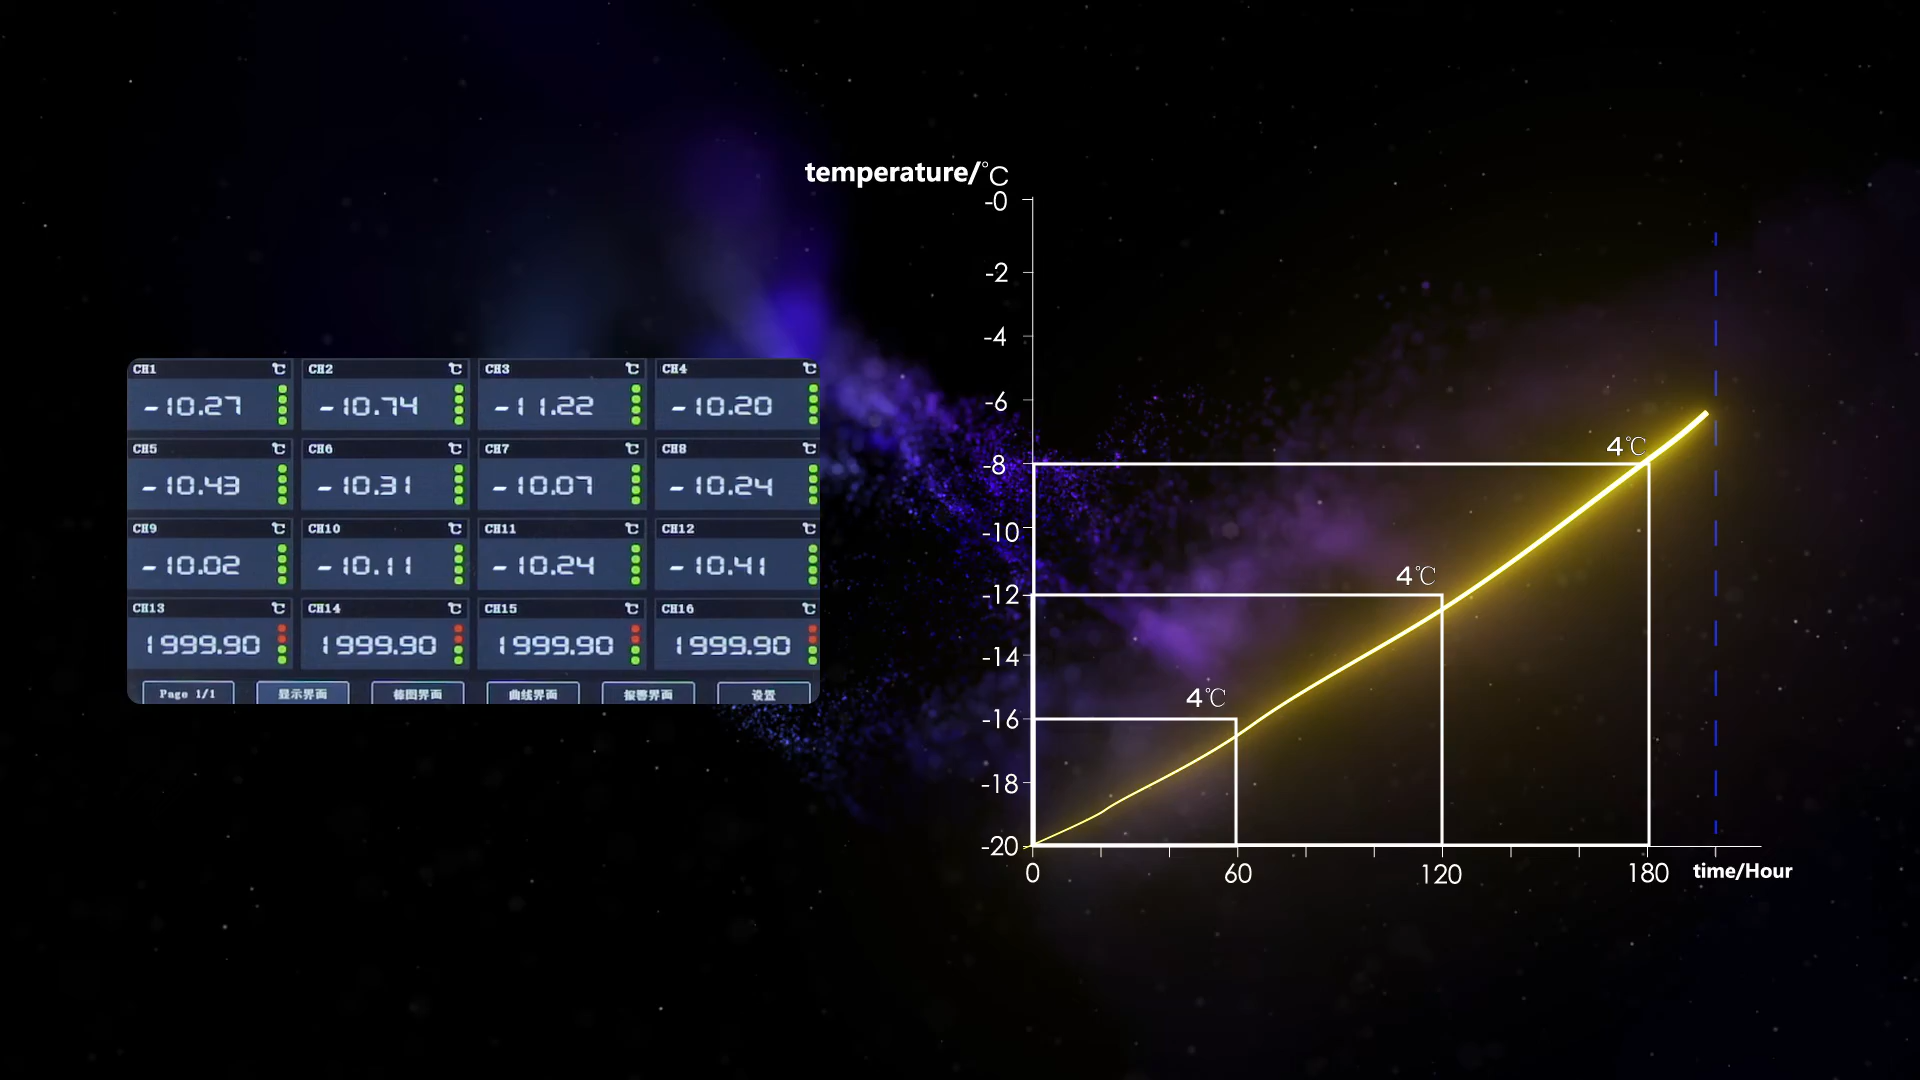 CH1 ℃ CH2 ℃ CH3 ℃ CH4 ℃
-10.27 -10.74 -11.22 -10.20
CH5 ℃ CH6 ℃ CH7 ℃ CH8 ℃
-10.43 -10.31 -10.07 -10.24
CH9 ℃ CH10 ℃ CH11 ℃ CH12 ℃
-10.02 -10.11 -10.24 -10.41
CH13 ℃ CH14 ℃ CH15 ℃ CH16 ℃
1999.90 1999.90 1999.90 1999.90
Page 1/1 显示界面 棒图界面 曲线界面 报警界面 设置
temperature/°C
-0
-2
-4
-6
4℃
-8
-10
4℃
-12
-14
4℃
-16
-18
-20
0 60 120 180 time/Hour